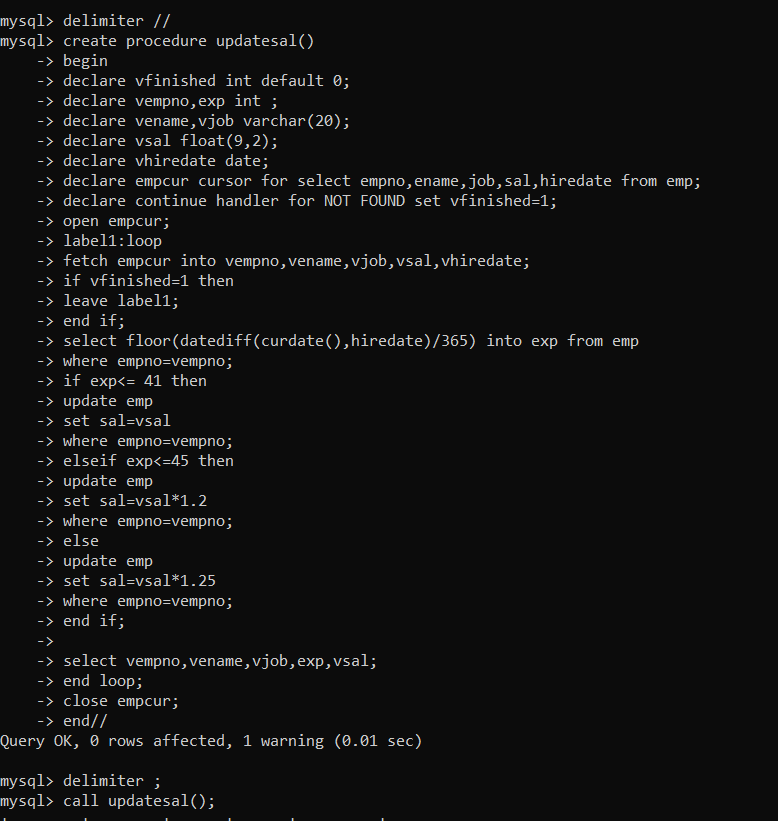 mysql> delimiter //
mysql> create procedure updatesal()
    -> begin
    -> declare vfinished int default 0;
    -> declare vempno,exp int ;
    -> declare vename,vjob varchar(20);
    -> declare vsal float(9,2);
    -> declare vhiredate date;
    -> declare empcur cursor for select empno,ename,job,sal,hiredate from emp;
    -> declare continue handler for NOT FOUND set vfinished=1;
    -> open empcur;
    -> label1:loop
    -> fetch empcur into vempno,vename,vjob,vsal,vhiredate;
    -> if vfinished=1 then
    -> leave label1;
    -> end if;
    -> select floor(datediff(curdate(),hiredate)/365) into exp from emp
    -> where empno=vempno;
    -> if exp<= 41 then
    -> update emp
    -> set sal=vsal
    -> where empno=vempno;
    -> elseif exp<=45 then
    -> update emp
    -> set sal=vsal*1.2
    -> where empno=vempno;
    -> else
    -> update emp
    -> set sal=vsal*1.25
    -> where empno=vempno;
    -> end if;
    ->
    -> select vempno,vename,vjob,exp,vsal;
    -> end loop;
    -> close empcur;
    -> end//
Query OK, 0 rows affected, 1 warning (0.01 sec)
mysql> delimiter ;
mysql> call updatesal();